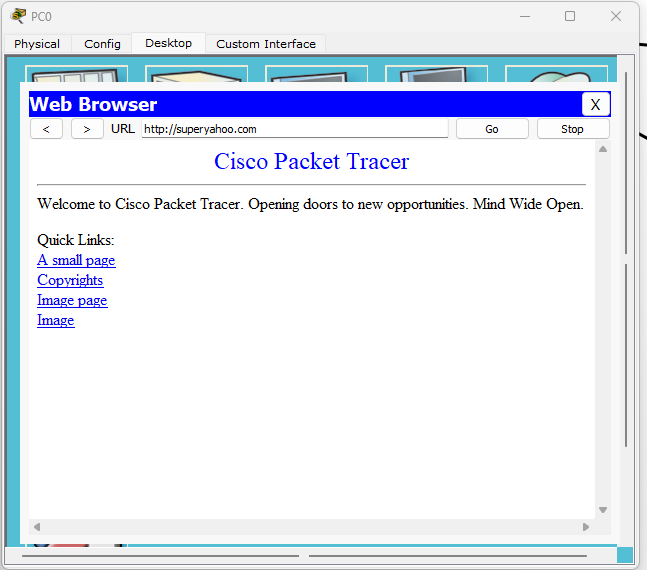 PC0
Physical Config Desktop Custom Interface
Web Browser X
< > URL http://superyahoo.com Go Stop
Cisco Packet Tracer
Welcome to Cisco Packet Tracer. Opening doors to new opportunities. Mind Wide Open.
Quick Links:
A small page
Copyrights
Image page
Image